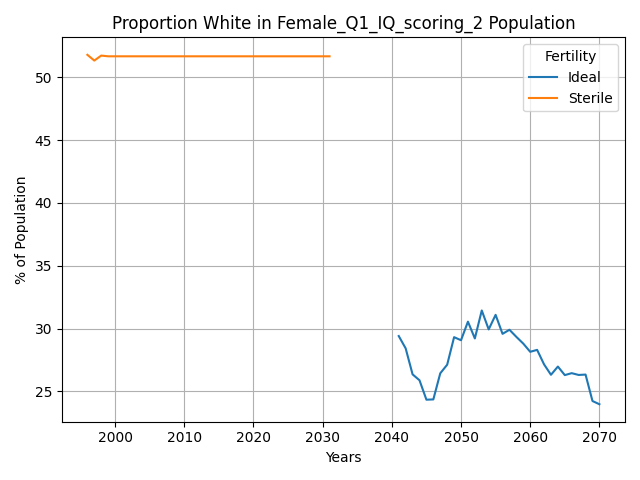 Proportion White in Female_Q1_IQ_scoring_2 Population
Fertility
Ideal
Sterile
% of Population
50
45
40
35
30
25
2000
2010
2020
2030
2040
2050
2060
2070
Years